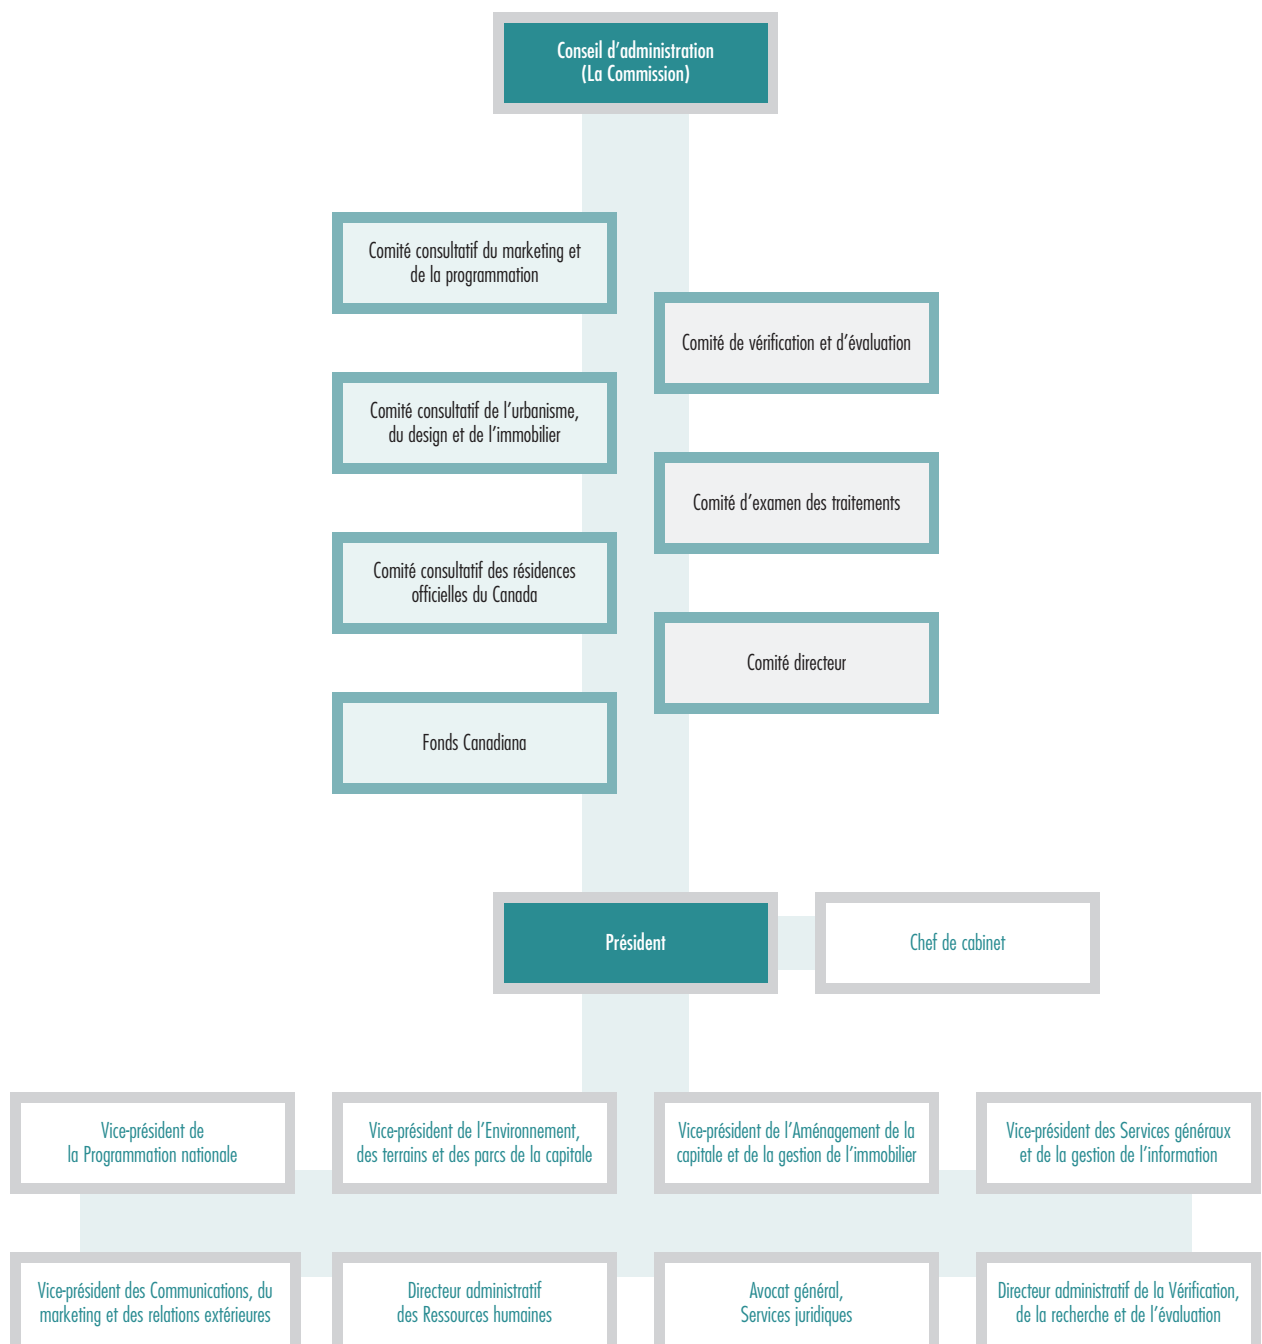 Conseil d’administration
(La Commission)
Comité consultatif du marketing et
de la programmation
Comité de vérification et d’évaluation
Comité consultatif de l’urbanisme,
du design et de l’immobilier
Comité d’examen des traitements
Comité consultatif des résidences
officielles du Canada
Comité directeur
Fonds Canadiana
Président
Chef de cabinet
Vice-président de
la Programmation nationale
Vice-président de l’Environnement,
des terrains et des parcs de la capitale
Vice-président de l’Aménagement de la
capitale et de la gestion de l’immobilier
Vice-président des Services généraux
et de la gestion de l’information
Vice-président des Communications, du
marketing et des relations extérieures
Directeur administratif
des Ressources humaines
Avocat général,
Services juridiques
Directeur administratif de la Vérification,
de la recherche et de l’évaluation